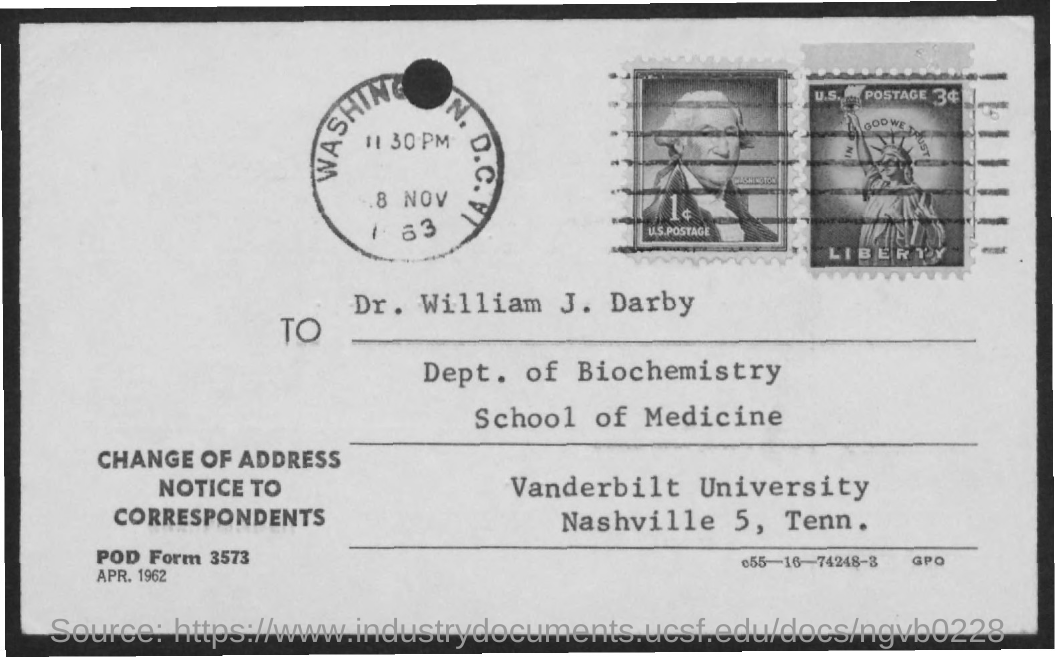 WASHING N. D.C. A1
11 30 PM
8 NOV
1 63
WASHINGTON
1¢
U.S. POSTAGE
U.S. POSTAGE 3¢
IN GOD WE TRUST
LIBERTY
TO
Dr. William J. Darby
Dept. of Biochemistry
School of Medicine
Vanderbilt University
Nashville 5, Tenn.
CHANGE OF ADDRESS
NOTICE TO
CORRESPONDENTS
POD Form 3573
APR. 1962
c55—16—74248-3 GPO
Source: https://www.industrydocuments.ucsf.edu/docs/ngvb0228